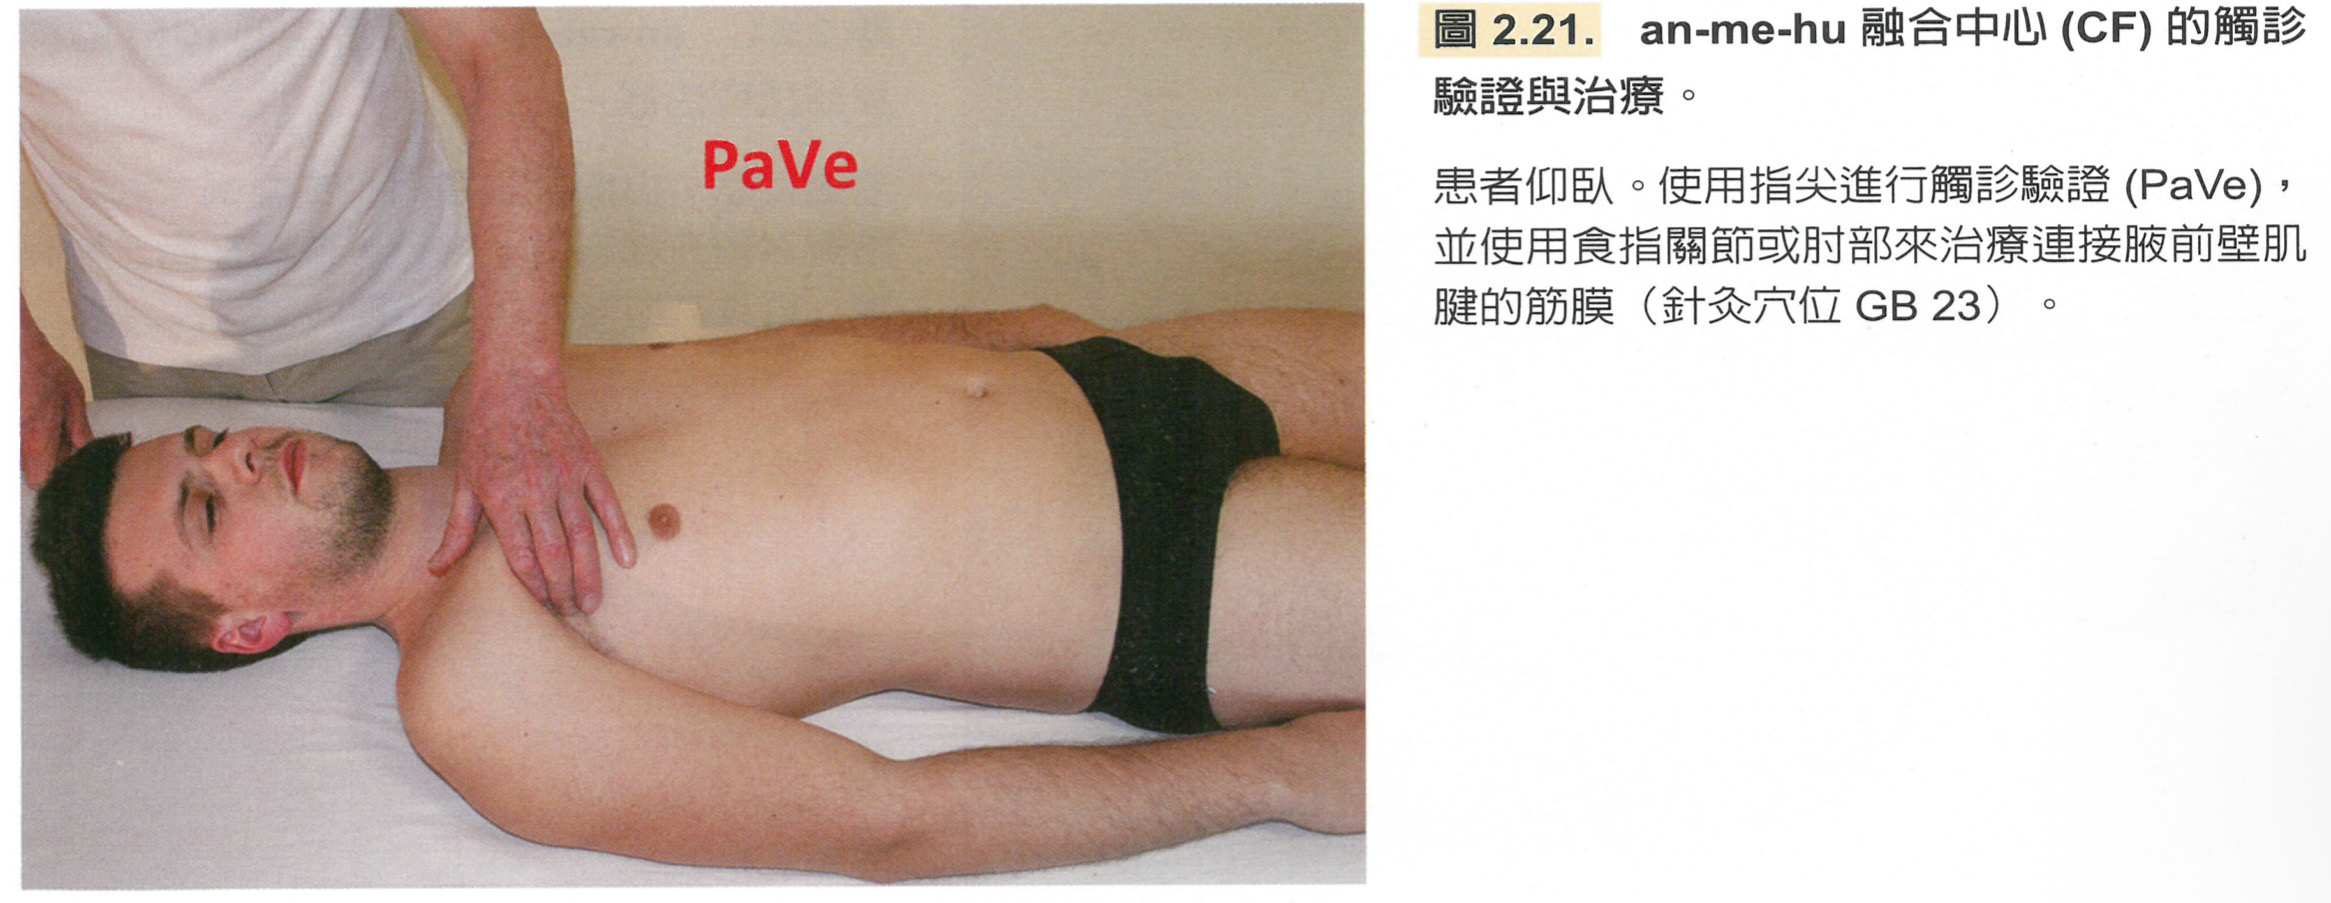 PaVe
圖 2.21. an-me-hu 融合中心 (CF) 的觸診
驗證與治療。
患者仰臥。使用指尖進行觸診驗證 (PaVe)，
並使用食指關節或肘部來治療連接腋前壁肌
腱的筋膜（針灸穴位 GB 23）。